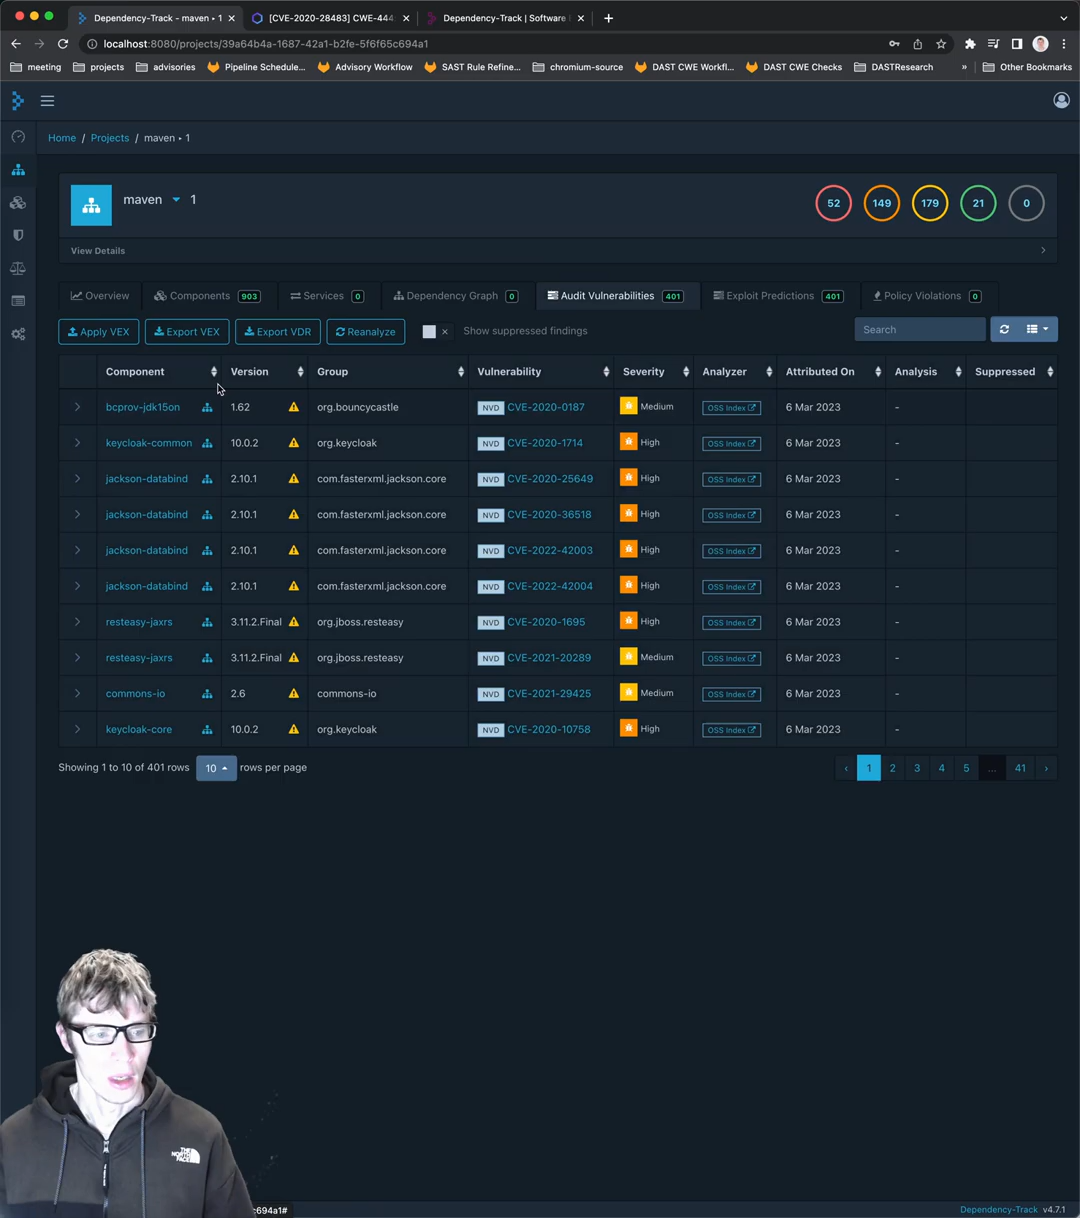 Dependency-Track - maven ▸ 1
[CVE-2020-28483] CWE-444:
Dependency-Track | Software
localhost:8080/projects/39a64b4a-1687-42a1-b2fe-5f6f65c694a1
meeting projects advisories Pipeline Schedule... Advisory Workflow SAST Rule Refine... chromium-source DAST CWE Workfl... DAST CWE Checks DASTResearch » Other Bookmarks
Home / Projects / maven ▸ 1
maven 1 52 149 179 21 0
View Details
Overview Components 903 Services 0 Dependency Graph 0 Audit Vulnerabilities 401 Exploit Predictions 401 Policy Violations 0
Apply VEX Export VEX Export VDR Reanalyze Show suppressed findings Search
Component Version Group Vulnerability Severity Analyzer Attributed On Analysis Suppressed
bcprov-jdk15on 1.62 org.bouncycastle NVD CVE-2020-0187 Medium OSS Index 6 Mar 2023 -
keycloak-common 10.0.2 org.keycloak NVD CVE-2020-1714 High OSS Index 6 Mar 2023 -
jackson-databind 2.10.1 com.fasterxml.jackson.core NVD CVE-2020-25649 High OSS Index 6 Mar 2023 -
jackson-databind 2.10.1 com.fasterxml.jackson.core NVD CVE-2020-36518 High OSS Index 6 Mar 2023 -
jackson-databind 2.10.1 com.fasterxml.jackson.core NVD CVE-2022-42003 High OSS Index 6 Mar 2023 -
jackson-databind 2.10.1 com.fasterxml.jackson.core NVD CVE-2022-42004 High OSS Index 6 Mar 2023 -
resteasy-jaxrs 3.11.2.Final org.jboss.resteasy NVD CVE-2020-1695 High OSS Index 6 Mar 2023 -
resteasy-jaxrs 3.11.2.Final org.jboss.resteasy NVD CVE-2021-20289 Medium OSS Index 6 Mar 2023 -
commons-io 2.6 commons-io NVD CVE-2021-29425 Medium OSS Index 6 Mar 2023 -
keycloak-core 10.0.2 org.keycloak NVD CVE-2020-10758 High OSS Index 6 Mar 2023 -
Showing 1 to 10 of 401 rows 10 rows per page ‹ 1 2 3 4 5 ... 41 ›
THE NORTH FACE
c694a1#
Dependency-Track v4.7.1